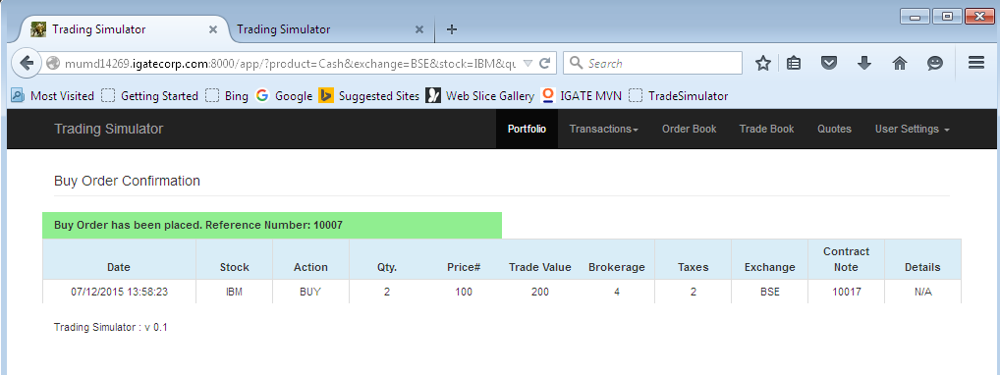 Trading Simulator
Trading Simulator
mumd14269.igatecorp.com:8000/app/?product=Cash&exchange=BSE&stock=IBM&qu
Search
Most Visited Getting Started Bing Google Suggested Sites Web Slice Gallery IGATE MVN TradeSimulator
Trading Simulator Portfolio Transactions Order Book Trade Book Quotes User Settings
Buy Order Confirmation
Buy Order has been placed. Reference Number: 10007
Date Stock Action Qty. Price# Trade Value Brokerage Taxes Exchange Contract Note Details
07/12/2015 13:58:23 IBM BUY 2 100 200 4 2 BSE 10017 N/A
Trading Simulator : v 0.1